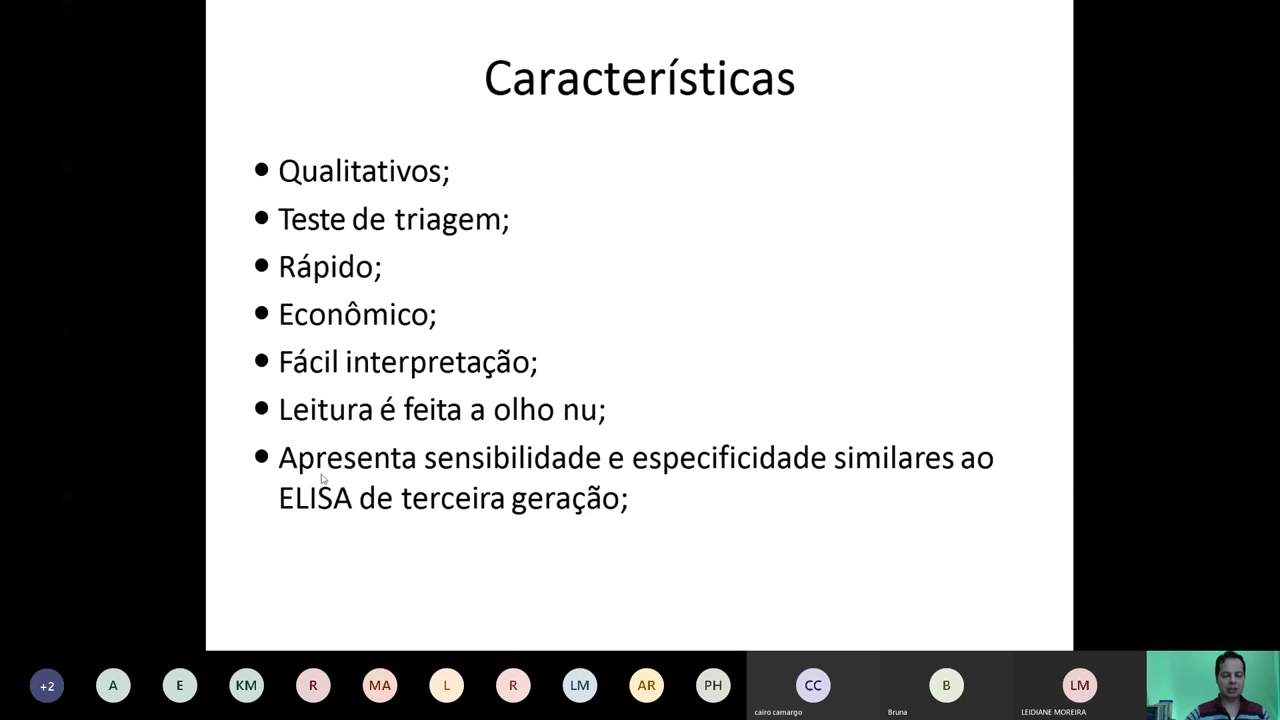 Características
• Qualitativos;
• Teste de triagem;
• Rápido;
• Econômico;
• Fácil interpretação;
• Leitura é feita a olho nu;
• Apresenta sensibilidade e especificidade similares ao
ELISA de terceira geração;
+2 A E KM R MA L R LM AR PH CC B LM
cairo camargo Bruna LEIDIANE MOREIRA